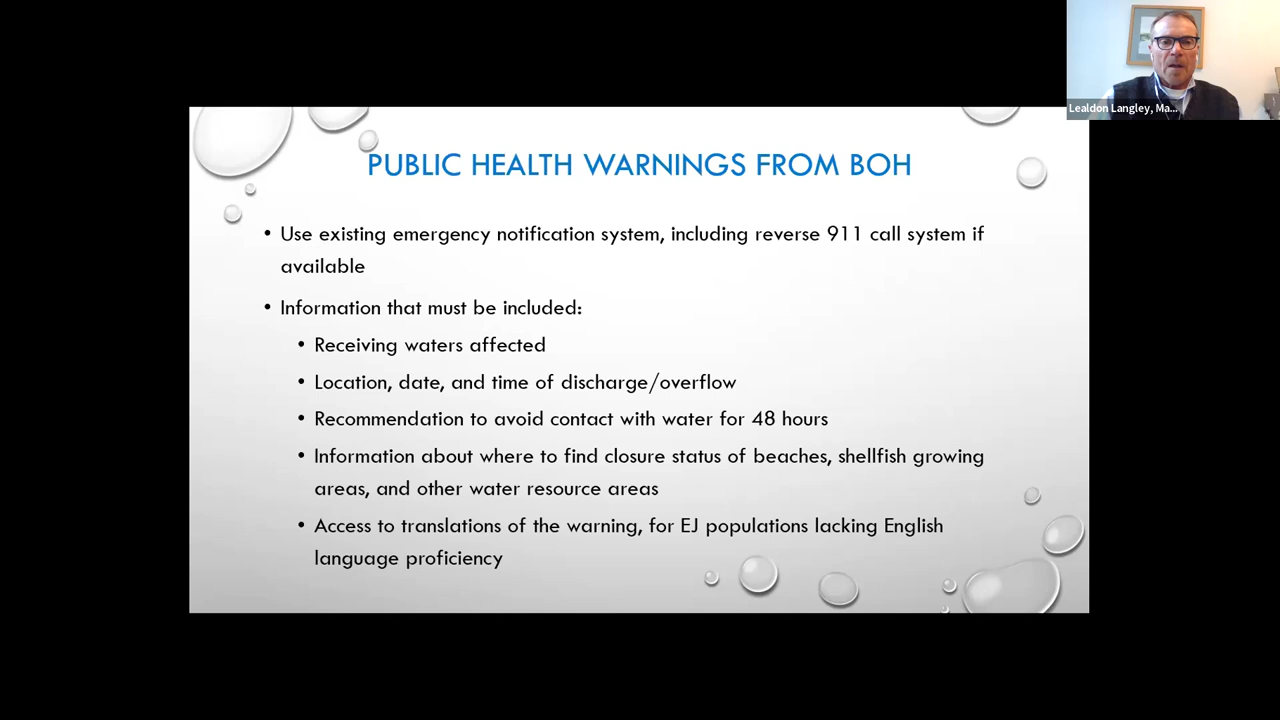 Lealdon Langley, Ma...
PUBLIC HEALTH WARNINGS FROM BOH
• Use existing emergency notification system, including reverse 911 call system if
available
• Information that must be included:
• Receiving waters affected
• Location, date, and time of discharge/overflow
• Recommendation to avoid contact with water for 48 hours
• Information about where to find closure status of beaches, shellfish growing
areas, and other water resource areas
• Access to translations of the warning, for EJ populations lacking English
language proficiency